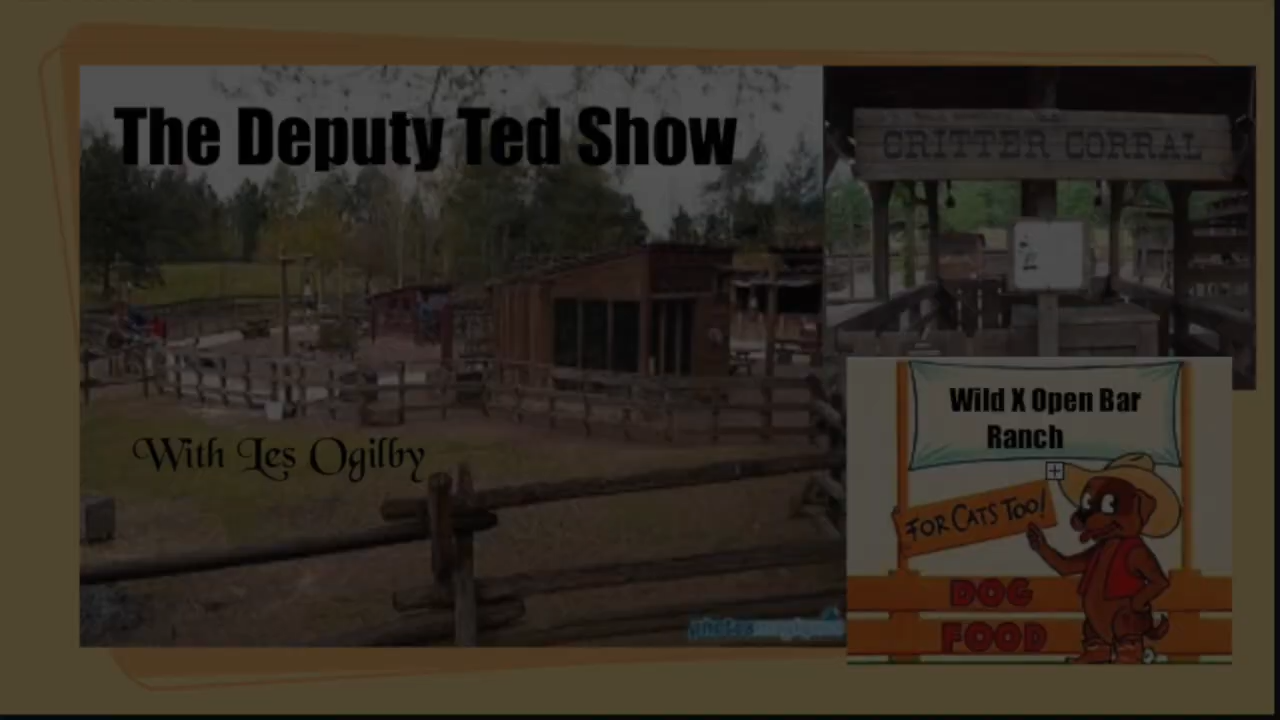 The Deputy Ted Show
CRITTER CORRAL
With Les Ogilby
Wild X Open Bar
Ranch
FOR CATS TOO!
DOG
FOOD